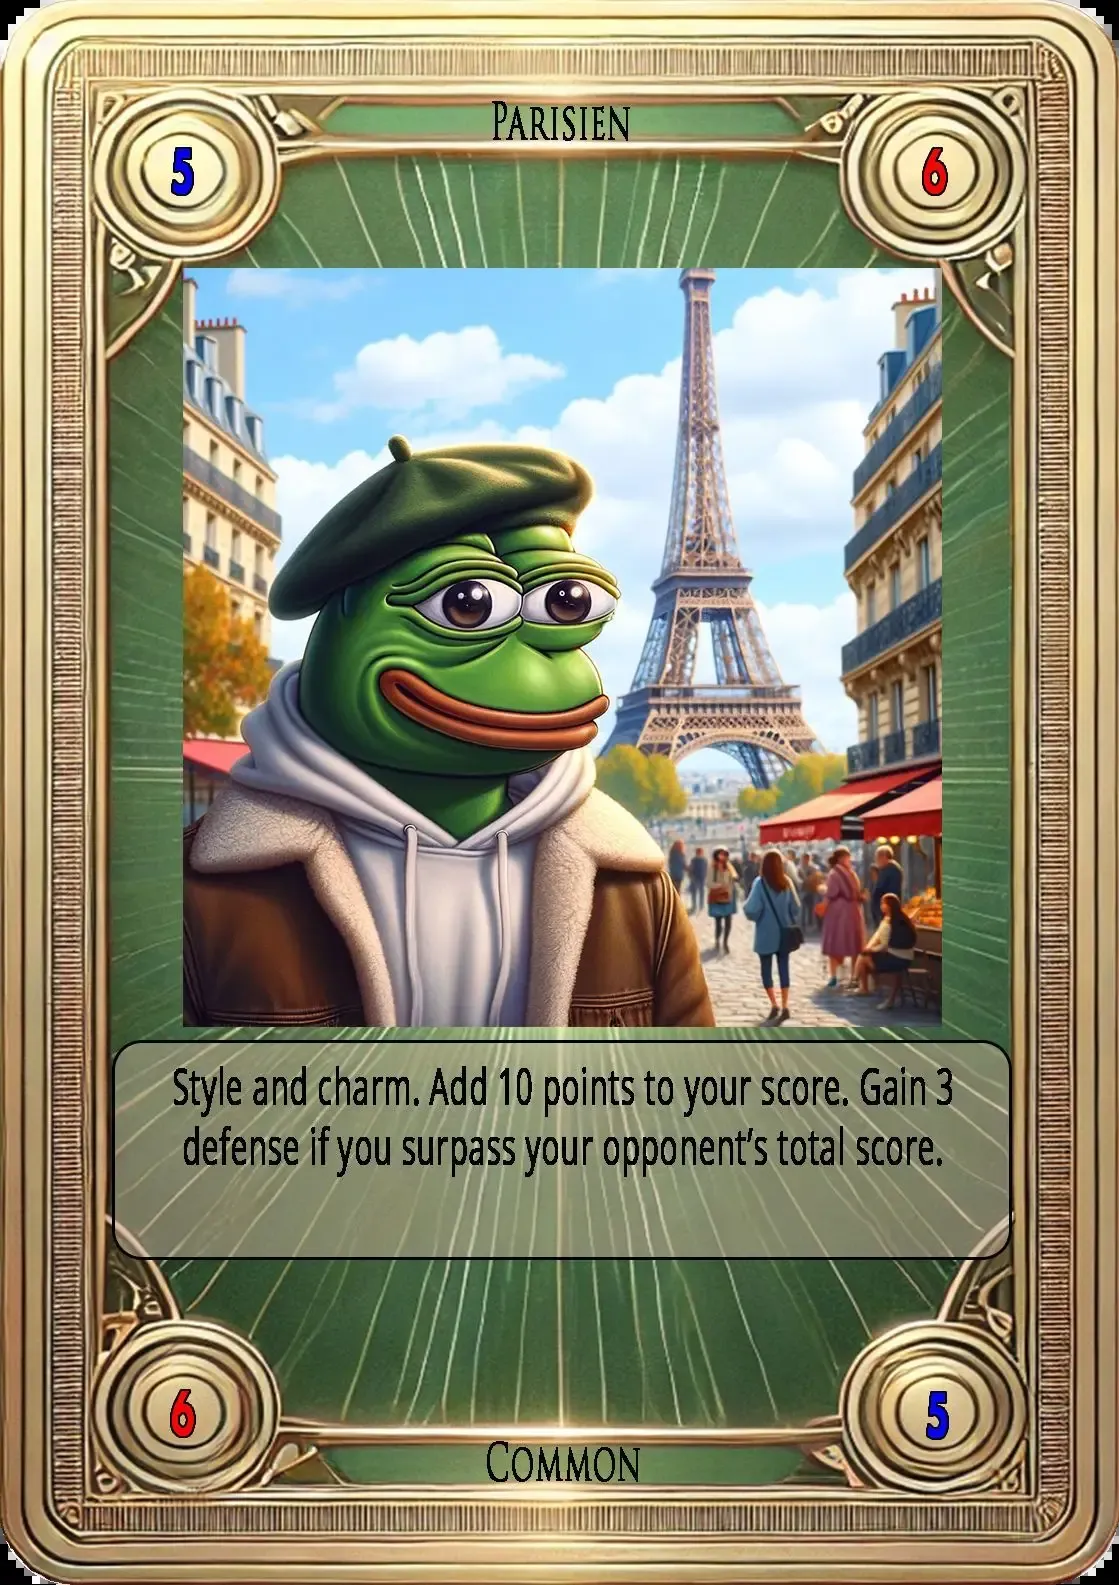 PARISIEN
5
6
Style and charm. Add 10 points to your score. Gain 3
defense if you surpass your opponent's total score.
6
5
COMMON